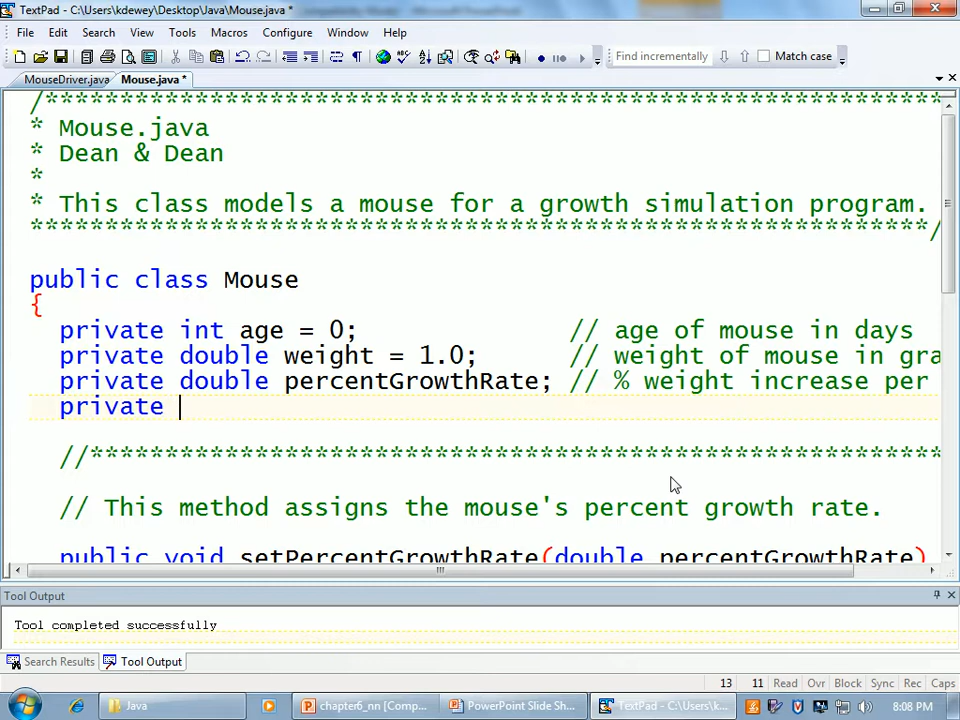 TextPad - C:\Users\kdewey\Desktop\Java\Mouse.java *
File Edit Search View Tools Macros Configure Window Help
Find incrementally Match case
MouseDriver.java Mouse.java *
/************************************************************
* Mouse.java
* Dean & Dean
*
* This class models a mouse for a growth simulation program.
************************************************************/
public class Mouse
{
private int age = 0; // age of mouse in days
private double weight = 1.0; // weight of mouse in gra
private double percentGrowthRate; // % weight increase per
private
//*********************************************************
// This method assigns the mouse's percent growth rate.
public void setPercentGrowthRate(double percentGrowthRate)
Tool Output
Tool completed successfully
Search Results Tool Output
13 11 Read Ovr Block Sync Rec Caps
Java chapter6_nn [Comp... PowerPoint Slide Sh... TextPad - C:\Users\k... 8:08 PM